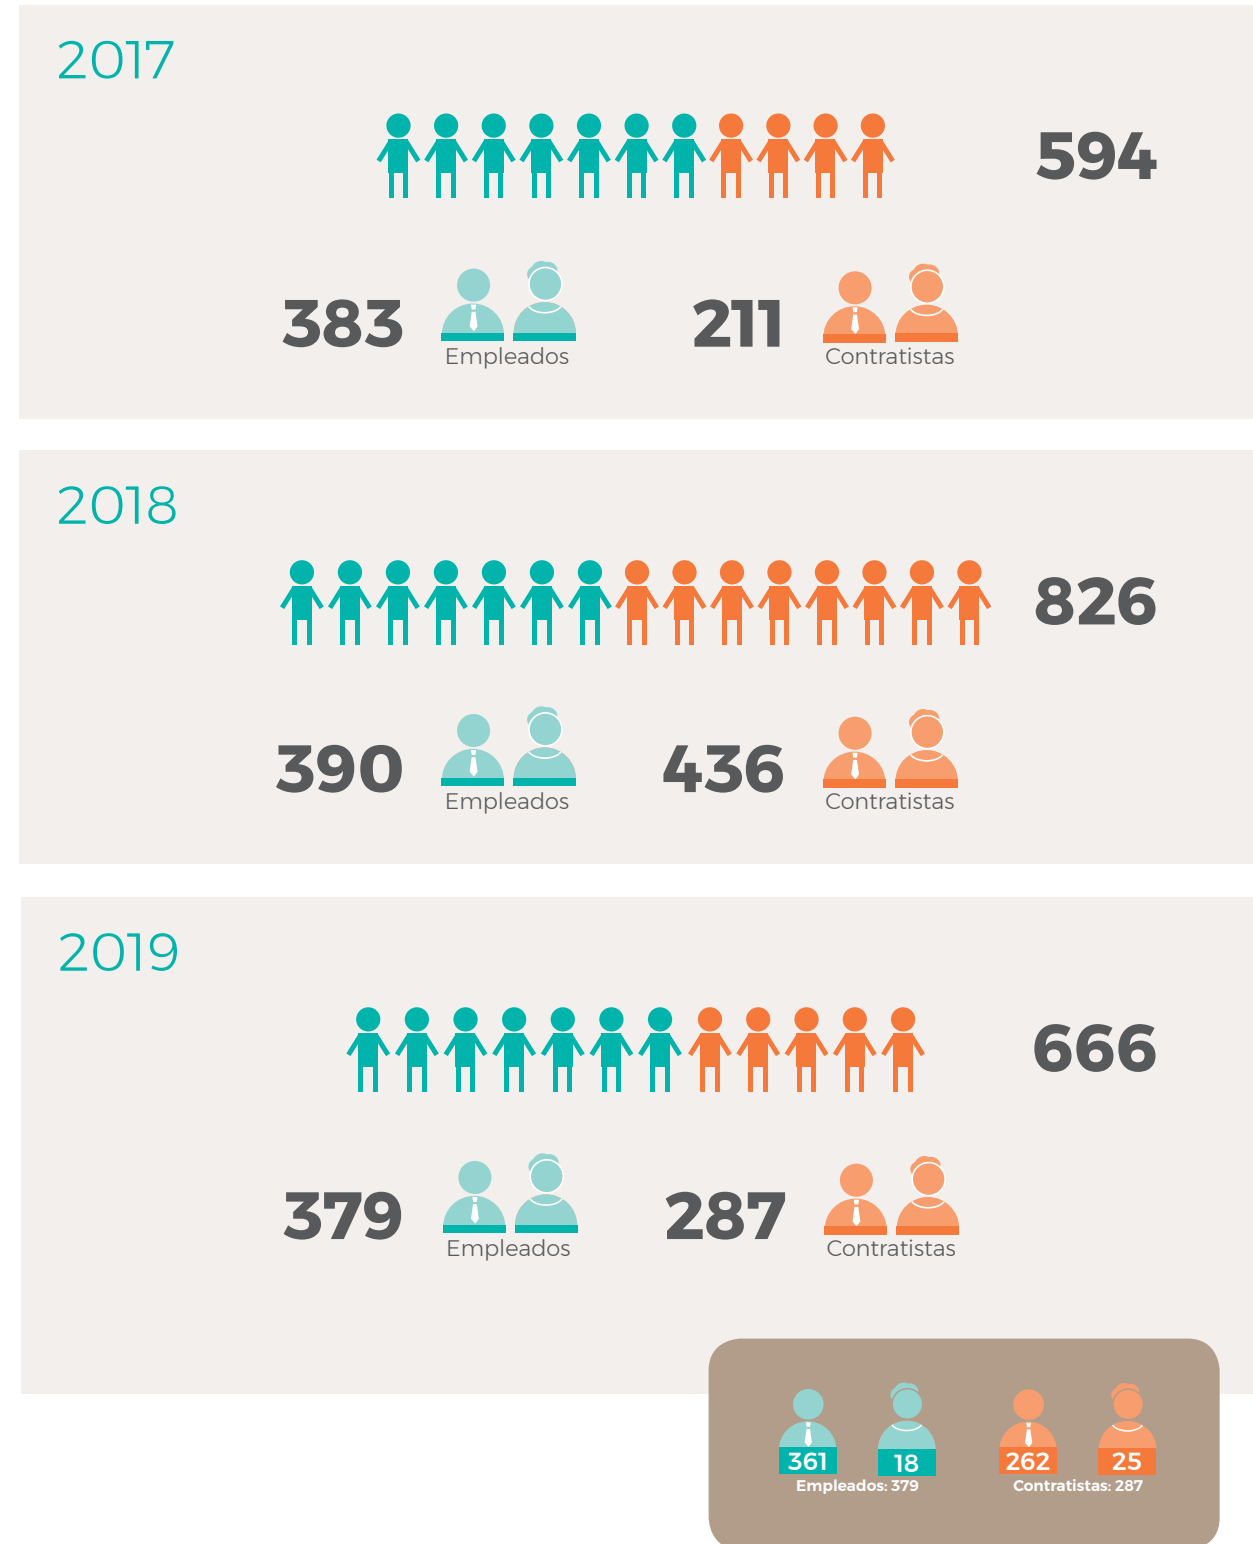 2017
594
383
Empleados
211
Contratistas
2018
826
390
Empleados
436
Contratistas
2019
666
379
Empleados
287
Contratistas
361
18
262
25
Empleados: 379
Contratistas: 287